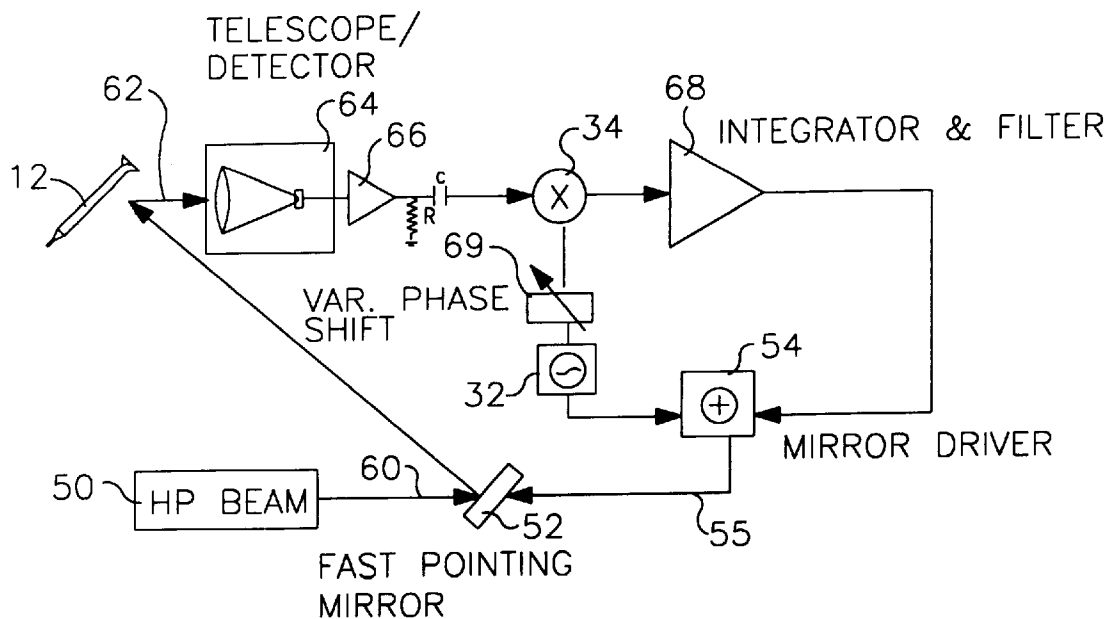 TELESCOPE/
DETECTOR
62
64
66
12
C
R
34
X
68
INTEGRATOR & FILTER
69
VAR. PHASE
SHIFT
32
54
+
MIRROR DRIVER
50
HP BEAM
60
52
55
FAST POINTING
MIRROR